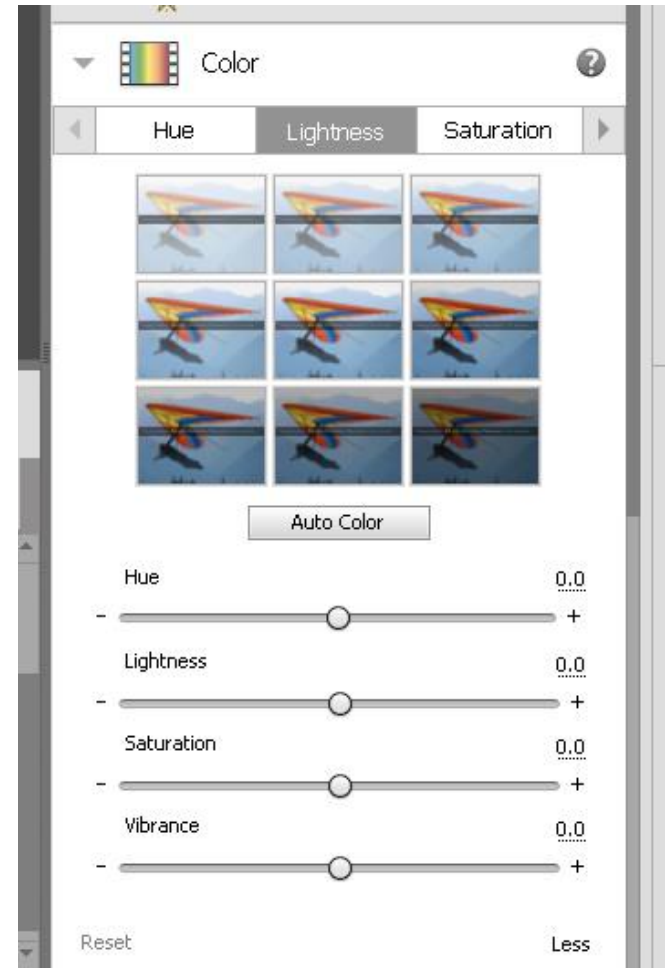 Color ?
Hue Lightness Saturation
Auto Color
Hue 0.0
- +
Lightness 0.0
- +
Saturation 0.0
- +
Vibrance 0.0
- +
Reset Less